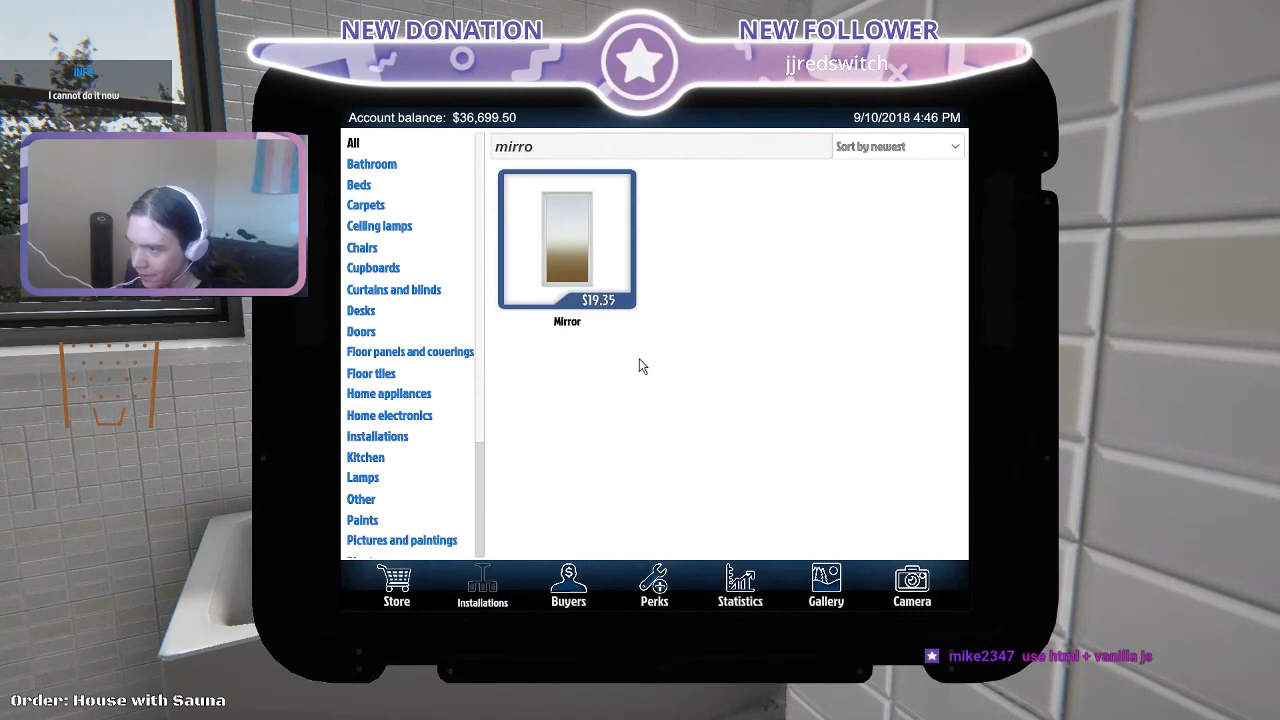 NEW DONATION
NEW FOLLOWER
jjredswitch
INFO
I cannot do it now
Account balance: $36,699.50
9/10/2018 4:46 PM
mirro
Sort by newest
All
Bathroom
Beds
Carpets
Ceiling lamps
Chairs
Cupboards
Curtains and blinds
Desks
Doors
Floor panels and coverings
Floor tiles
Home appliances
Home electronics
Installations
Kitchen
Lamps
Other
Paints
Pictures and paintings
$19.35
Mirror
Store
Installations
Buyers
Perks
Statistics
Gallery
Camera
mike2347 use html + vanilla js
Order: House with Sauna